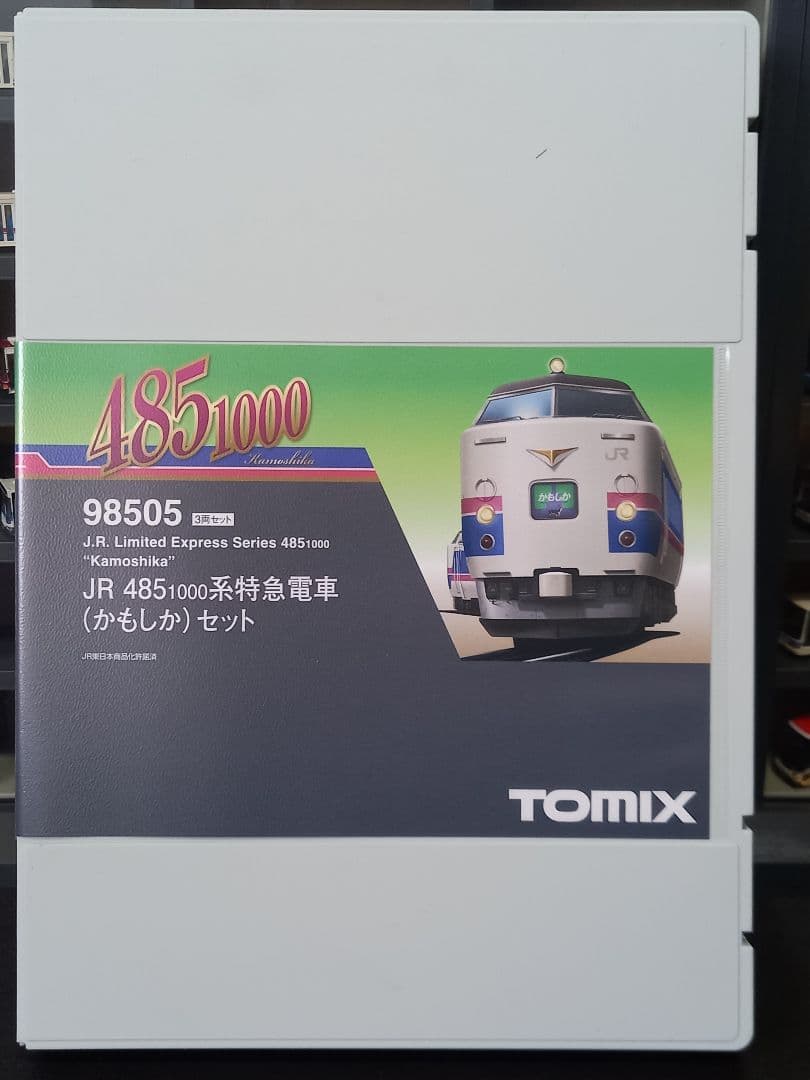 4851000
Kamoshika
98505 3両セット
J.R. Limited Express Series 4851000
“Kamoshika”
JR 4851000系特急電車
(かもしか)セット
JR東日本商品化許諾済
JR
かもしか
TOMIX